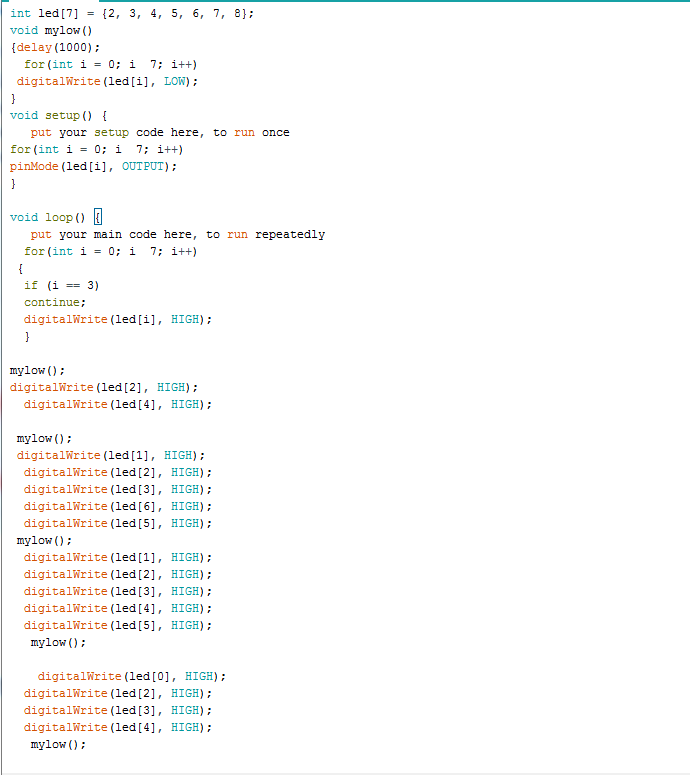 int led[7] = {2, 3, 4, 5, 6, 7, 8};
void mylow()
{delay(1000);
for(int i = 0; i 7; i++)
digitalWrite(led[i], LOW);
}
void setup() {
put your setup code here, to run once
for(int i = 0; i 7; i++)
pinMode(led[i], OUTPUT);
}
void loop() {
put your main code here, to run repeatedly
for(int i = 0; i 7; i++)
{
if (i == 3)
continue;
digitalWrite(led[i], HIGH);
}
mylow();
digitalWrite(led[2], HIGH);
digitalWrite(led[4], HIGH);
mylow();
digitalWrite(led[1], HIGH);
digitalWrite(led[2], HIGH);
digitalWrite(led[3], HIGH);
digitalWrite(led[6], HIGH);
digitalWrite(led[5], HIGH);
mylow();
digitalWrite(led[1], HIGH);
digitalWrite(led[2], HIGH);
digitalWrite(led[3], HIGH);
digitalWrite(led[4], HIGH);
digitalWrite(led[5], HIGH);
mylow();
digitalWrite(led[0], HIGH);
digitalWrite(led[2], HIGH);
digitalWrite(led[3], HIGH);
digitalWrite(led[4], HIGH);
mylow();